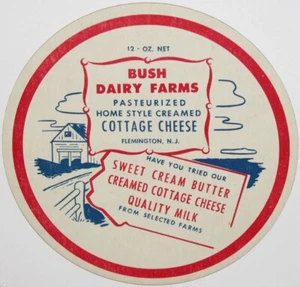 12 - OZ. NET
BUSH
DAIRY FARMS
PASTEURIZED
HOME STYLE CREAMED
COTTAGE CHEESE
FLEMINGTON, N. J.
HAVE YOU TRIED OUR
SWEET CREAM BUTTER
CREAMED COTTAGE CHEESE
QUALITY MILK
FROM SELECTED FARMS